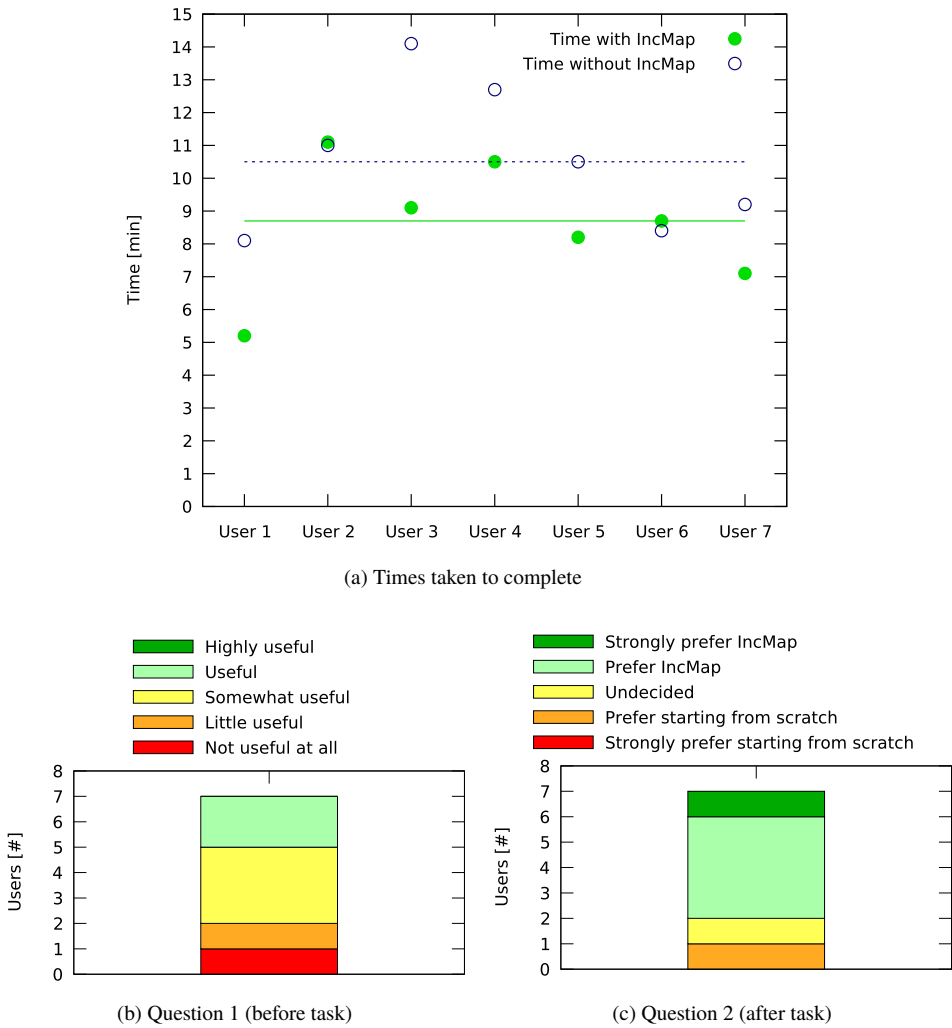 15
14
13
12
11
10
9
8
7
6
5
4
3
2
1
0
Time [min]
Time with IncMap
Time without IncMap
User 1 User 2 User 3 User 4 User 5 User 6 User 7
(a) Times taken to complete
Highly useful
Useful
Somewhat useful
Little useful
Not useful at all
8
7
6
5
4
3
2
1
0
Users [#]
(b) Question 1 (before task)
Strongly prefer IncMap
Prefer IncMap
Undecided
Prefer starting from scratch
Strongly prefer starting from scratch
8
7
6
5
4
3
2
1
0
Users [#]
(c) Question 2 (after task)